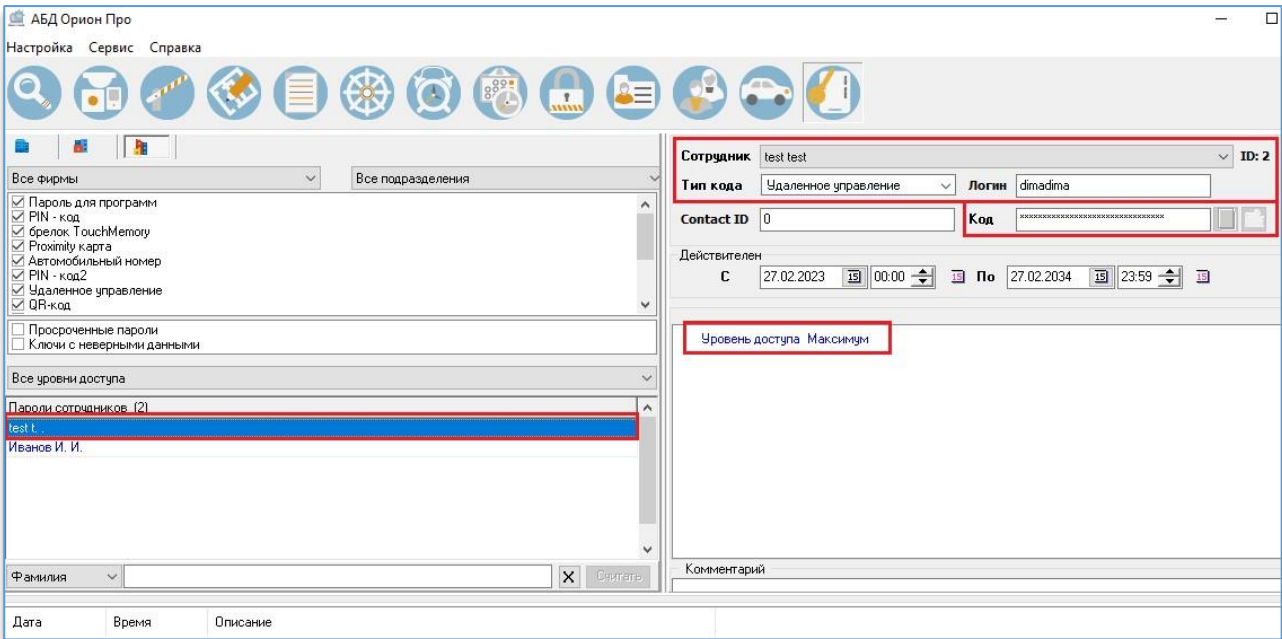 АБД Орион Про
Настройка Сервис Справка
Все фирмы
Все подразделения
Пароль для программ
PIN - код
брелок TouchMemory
Proximity карта
Автомобильный номер
PIN - код2
Удаленное управление
QR-код
Просроченные пароли
Ключи с неверными данными
Все уровни доступа
Пароли сотрудников (2)
test t. .
Иванов И. И.
Фамилия
X
Считать
Сотрудник test test ID: 2
Тип кода Удаленное управление Логин dimadima
Contact ID 0 Код ********************************
Действителен
С 27.02.2023 15 00:00 15 По 27.02.2034 15 23:59 15
Уровень доступа Максимум
Комментарий
Дата Время Описание